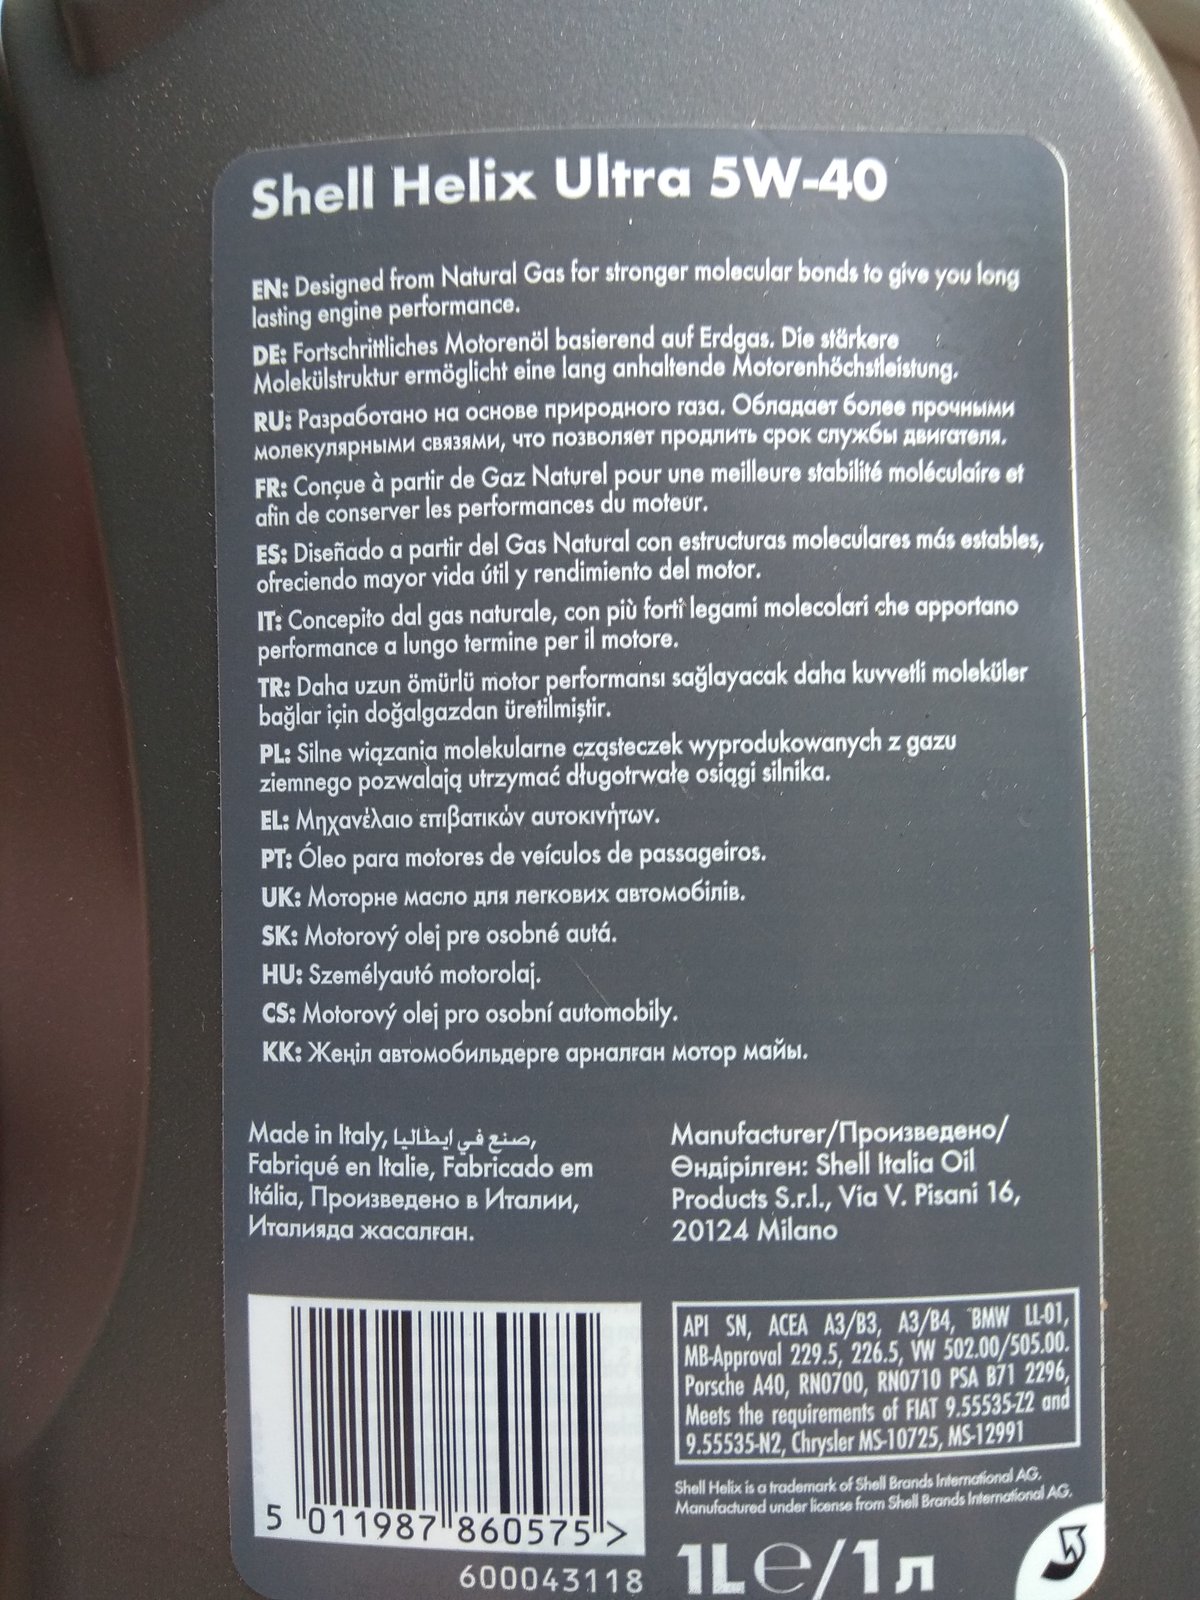 Shell Helix Ultra 5W-40
EN: Designed from Natural Gas for stronger molecular bonds to give you long
lasting engine performance.
DE: Fortschrittliches Motorenöl basierend auf Erdgas. Die stärkere
Molekülstruktur ermöglicht eine lang anhaltende Motorenhöchstleistung.
RU: Разработано на основе природного газа. Обладает более прочными
молекулярными связями, что позволяет продлить срок службы двигателя.
FR: Conçue à partir de Gaz Naturel pour une meilleure stabilité moléculaire et
afin de conserver les performances du moteur.
ES: Diseñado a partir del Gas Natural con estructuras moleculares más estables,
ofreciendo mayor vida útil y rendimiento del motor.
IT: Concepito dal gas naturale, con più forti legami molecolari che apportano
performance a lungo termine per il motore.
TR: Daha uzun ömürlü motor performansı sağlayacak daha kuvvetli moleküler
bağlar için doğalgazdan üretilmiştir.
PL: Silne wiązania molekularne cząsteczek wyprodukowanych z gazu
ziemnego pozwalają utrzymać długotrwałe osiągi silnika.
EL: Μηχανέλαιο επιβατικών αυτοκινήτων.
PT: Óleo para motores de veículos de passageiros.
UK: Моторне масло для легкових автомобілів.
SK: Motorový olej pre osobné autá.
HU: Személyautó motorolaj.
CS: Motorový olej pro osobní automobily.
KK: Жеңіл автомобильдерге арналған мотор майы.
Made in Italy, صنع في ايطاليا,
Fabriqué en Italie, Fabricado em
Itália, Произведено в Италии,
Италияда жасалған.
Manufacturer/Произведено/
Өндірілген: Shell Italia Oil
Products S.r.l., Via V. Pisani 16,
20124 Milano
API SN, ACEA A3/B3, A3/B4, BMW LL-01,
MB-Approval 229.5, 226.5, VW 502.00/505.00.
Porsche A40, RN0700, RN0710 PSA B71 2296,
Meets the requirements of FIAT 9.55535-Z2 and
9.55535-N2, Chrysler MS-10725, MS-12991
Shell Helix is a trademark of Shell Brands International AG.
Manufactured under license from Shell Brands International AG.
5 011987 860575 >
600043118
1L℮/1л